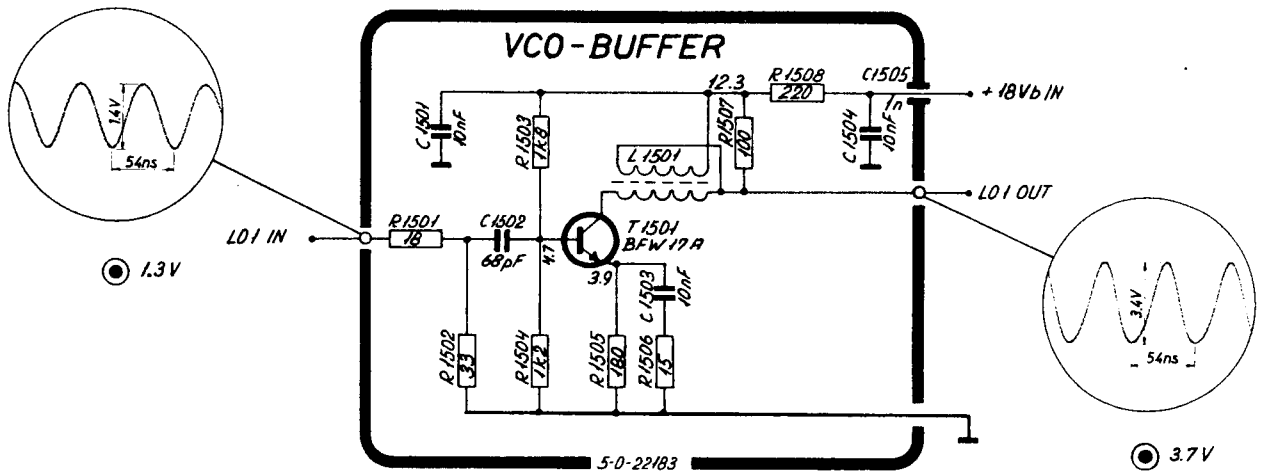 VCO-BUFFER
1.4V
54ns
LO1 IN
1.3V
R1501
18
C1502
68pF
C1501
10nF
R1503
1k8
12.3
R1508
220
C1505
1n
+18Vb IN
R1507
100
C1504
10nF
L1501
LO1 OUT
T1501
BFW17A
4.7
3.9
C1503
10nF
R1502
33
R1504
1k2
R1505
180
R1506
15
3.4V
54ns
3.7V
5-0-22183